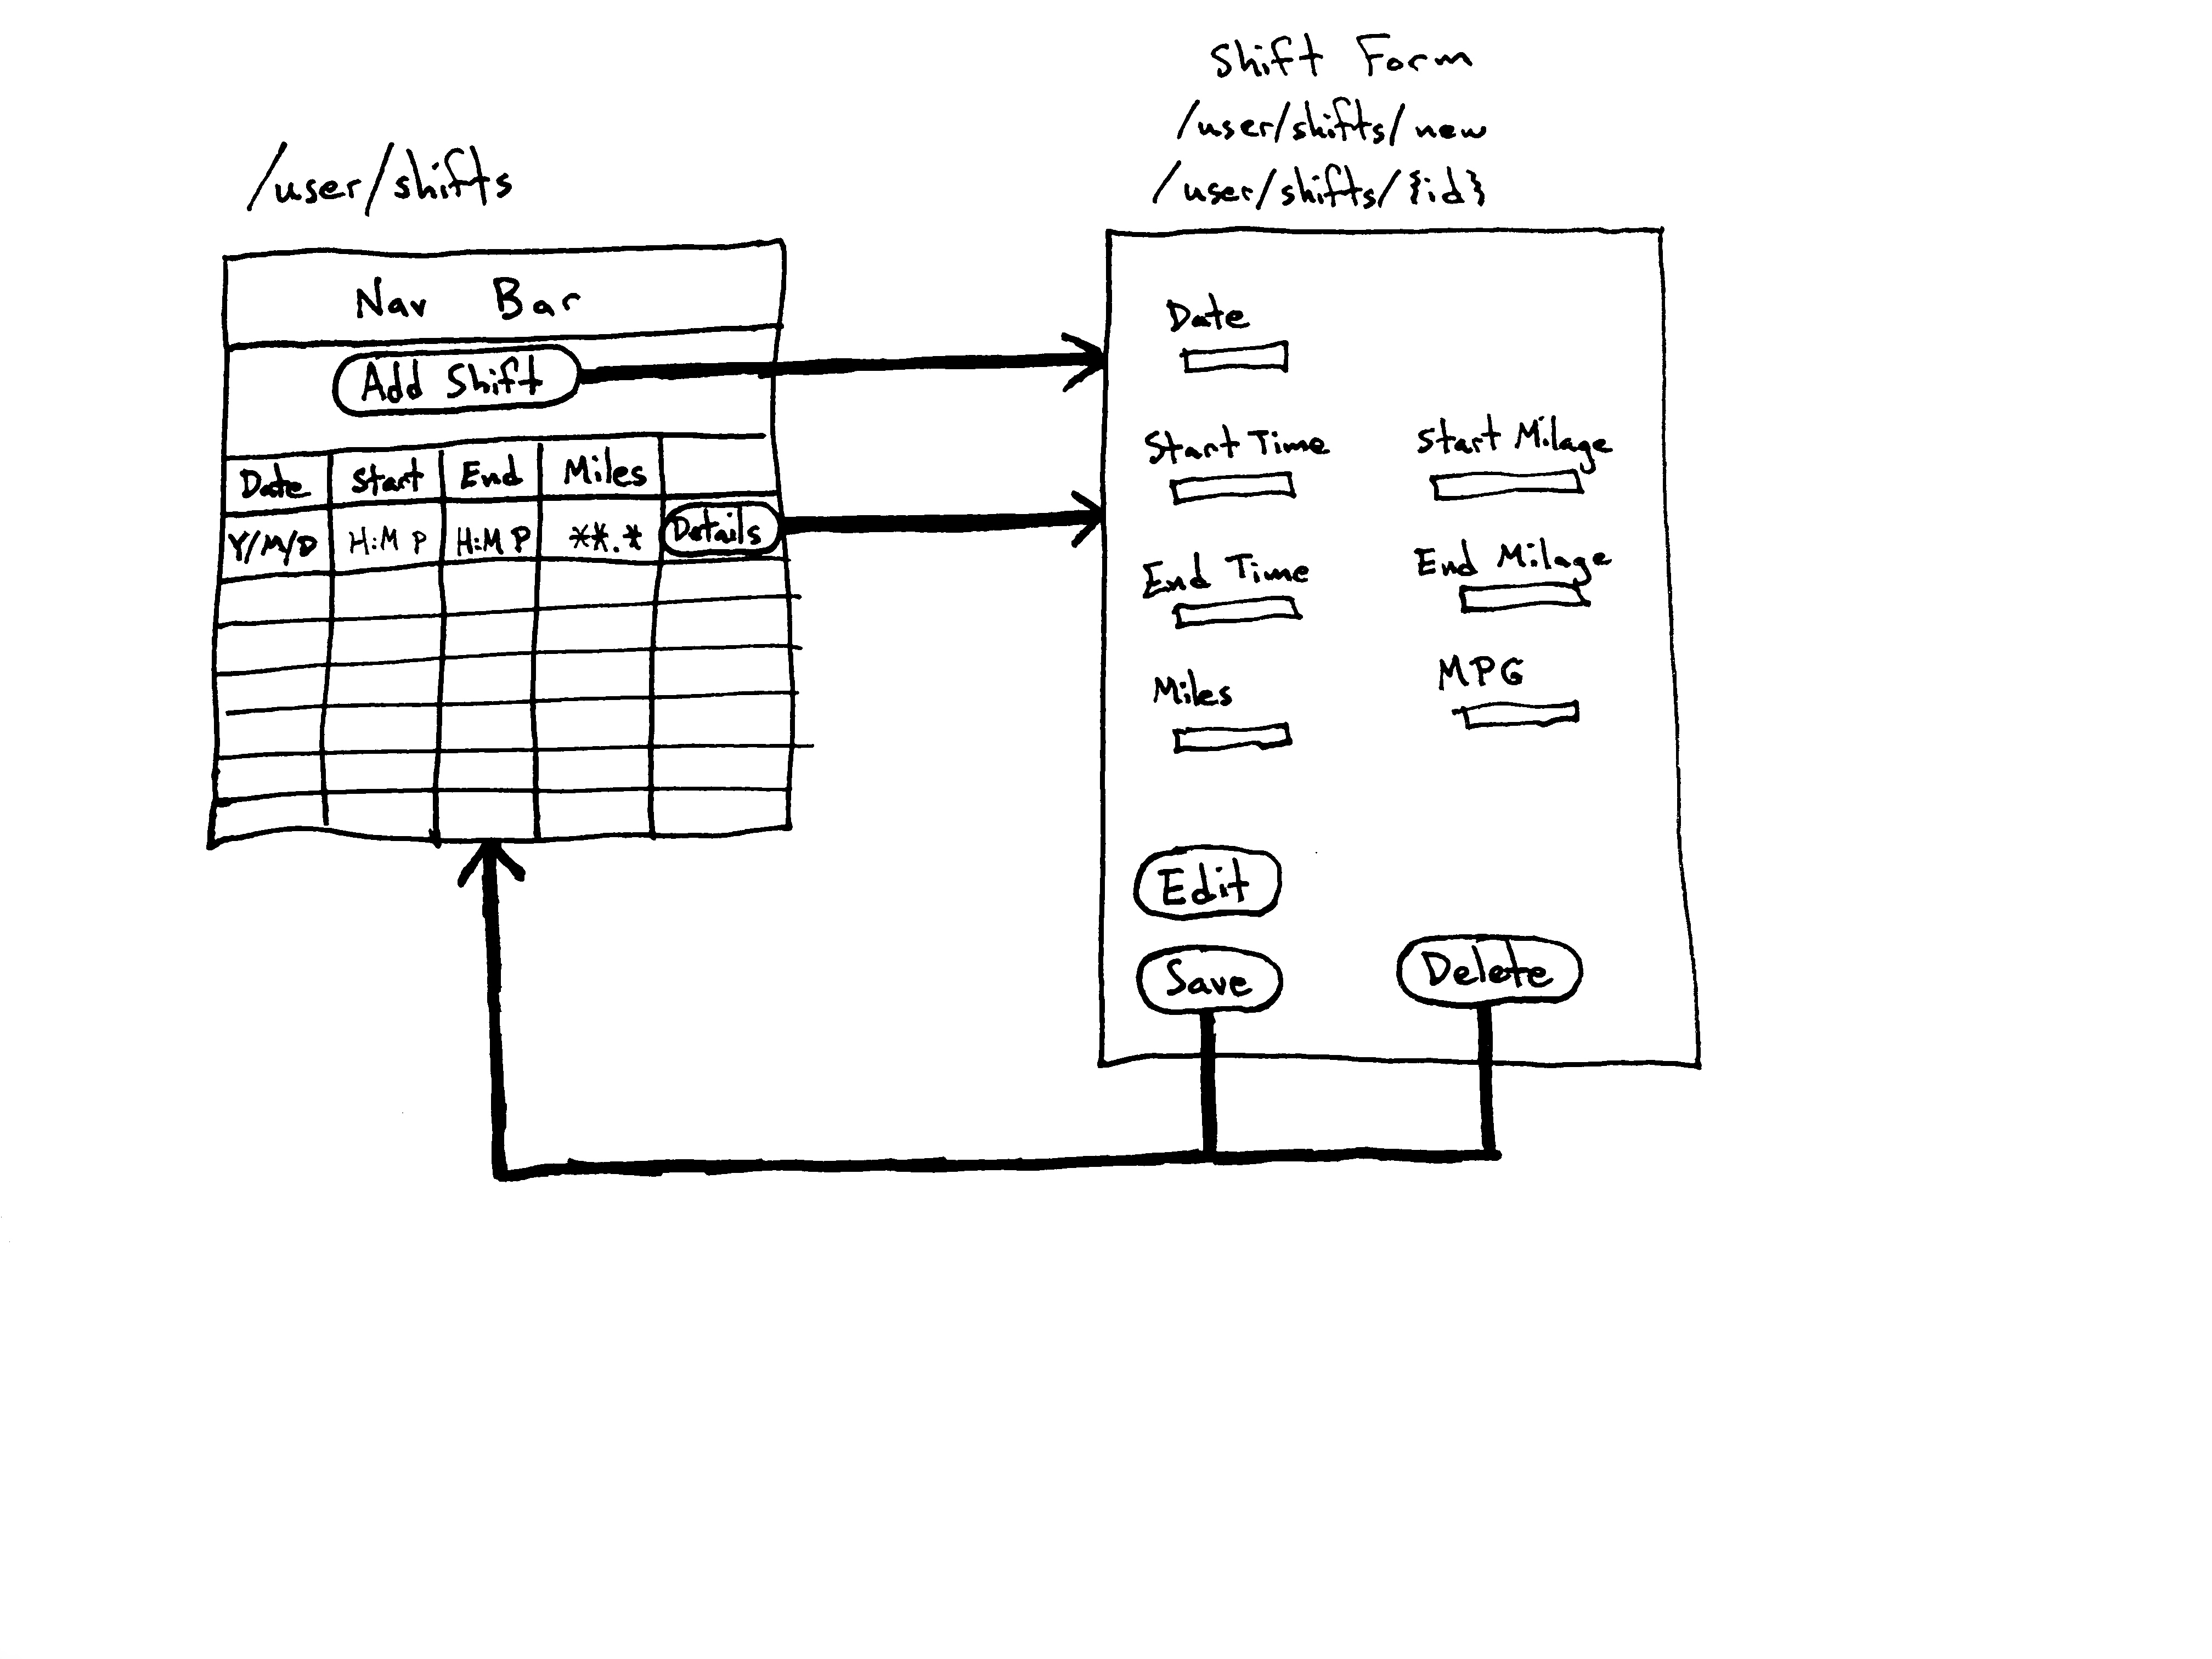 /user/shifts
Nav Bar
Add Shift
Date Start End Miles
Y/M/D H:M P H:M P **.* Details
Shift Form
/user/shifts/new
/user/shifts/{id}
Date
Start Time Start Milage
End Time End Milage
Miles MPG
Edit
Save Delete